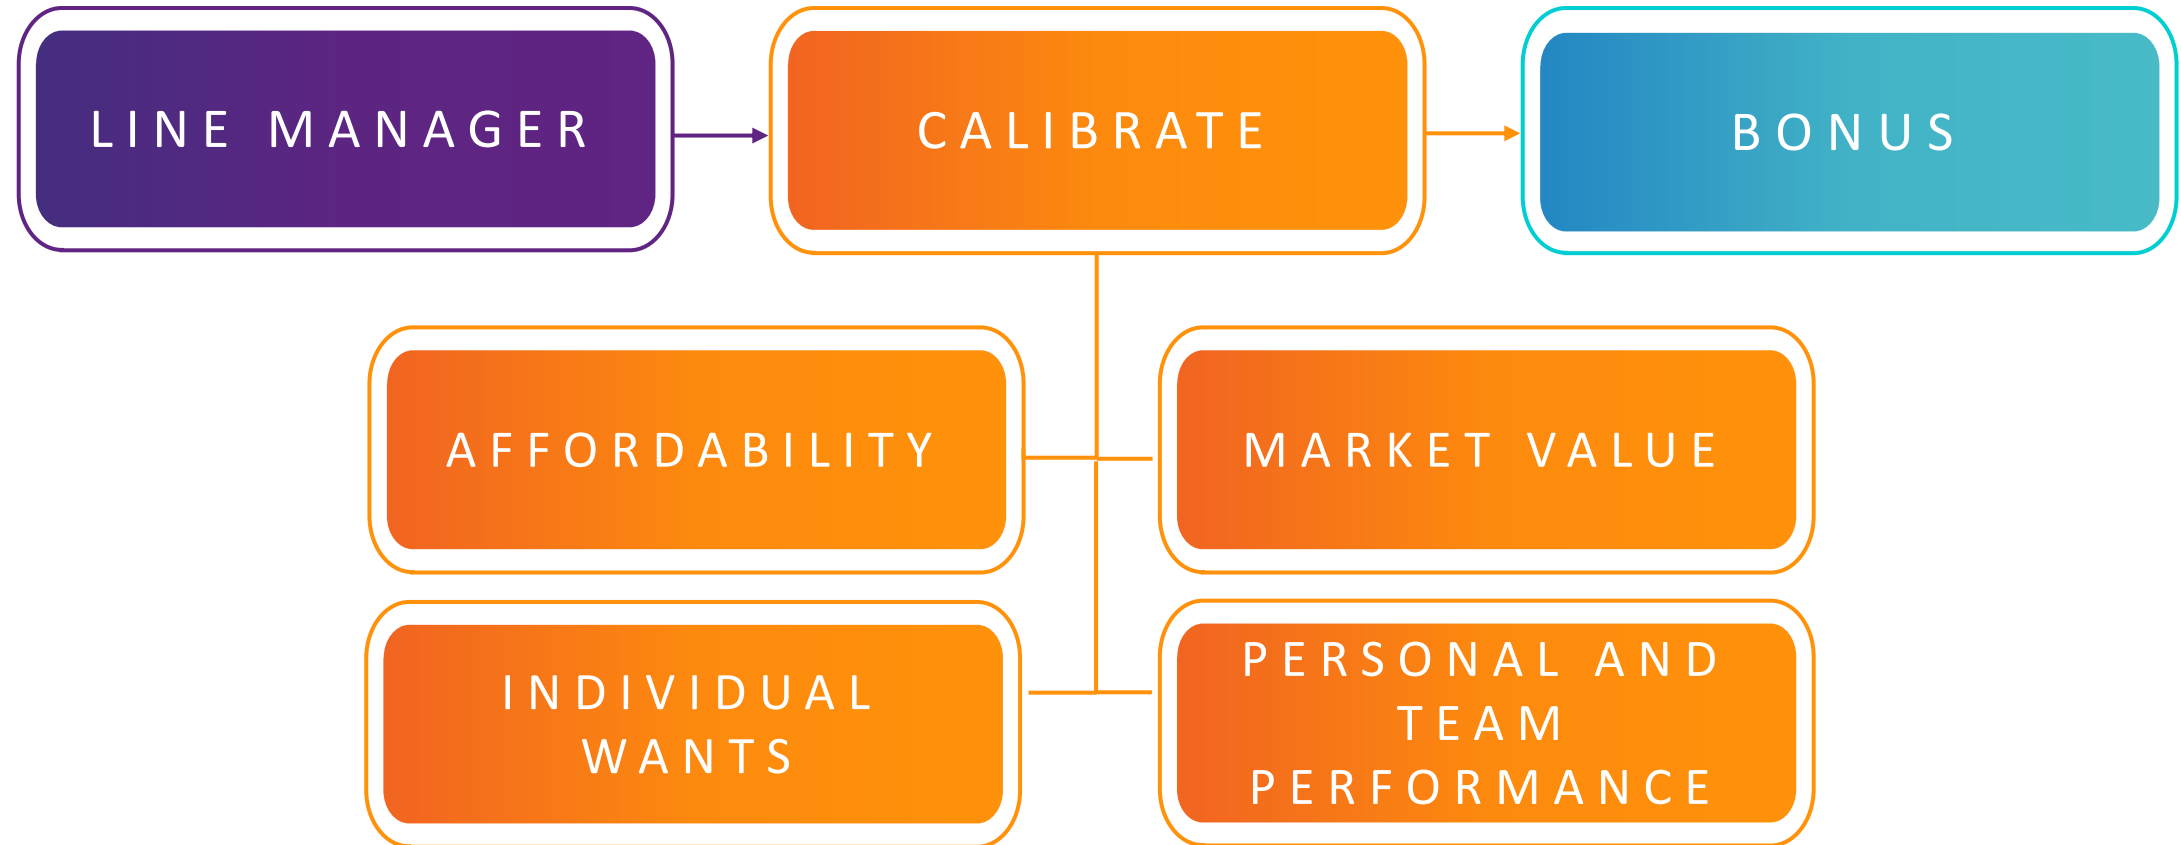 LINE MANAGER
CALIBRATE
BONUS
AFFORDABILITY
MARKET VALUE
INDIVIDUAL
WANTS
PERSONAL AND
TEAM
PERFORMANCE